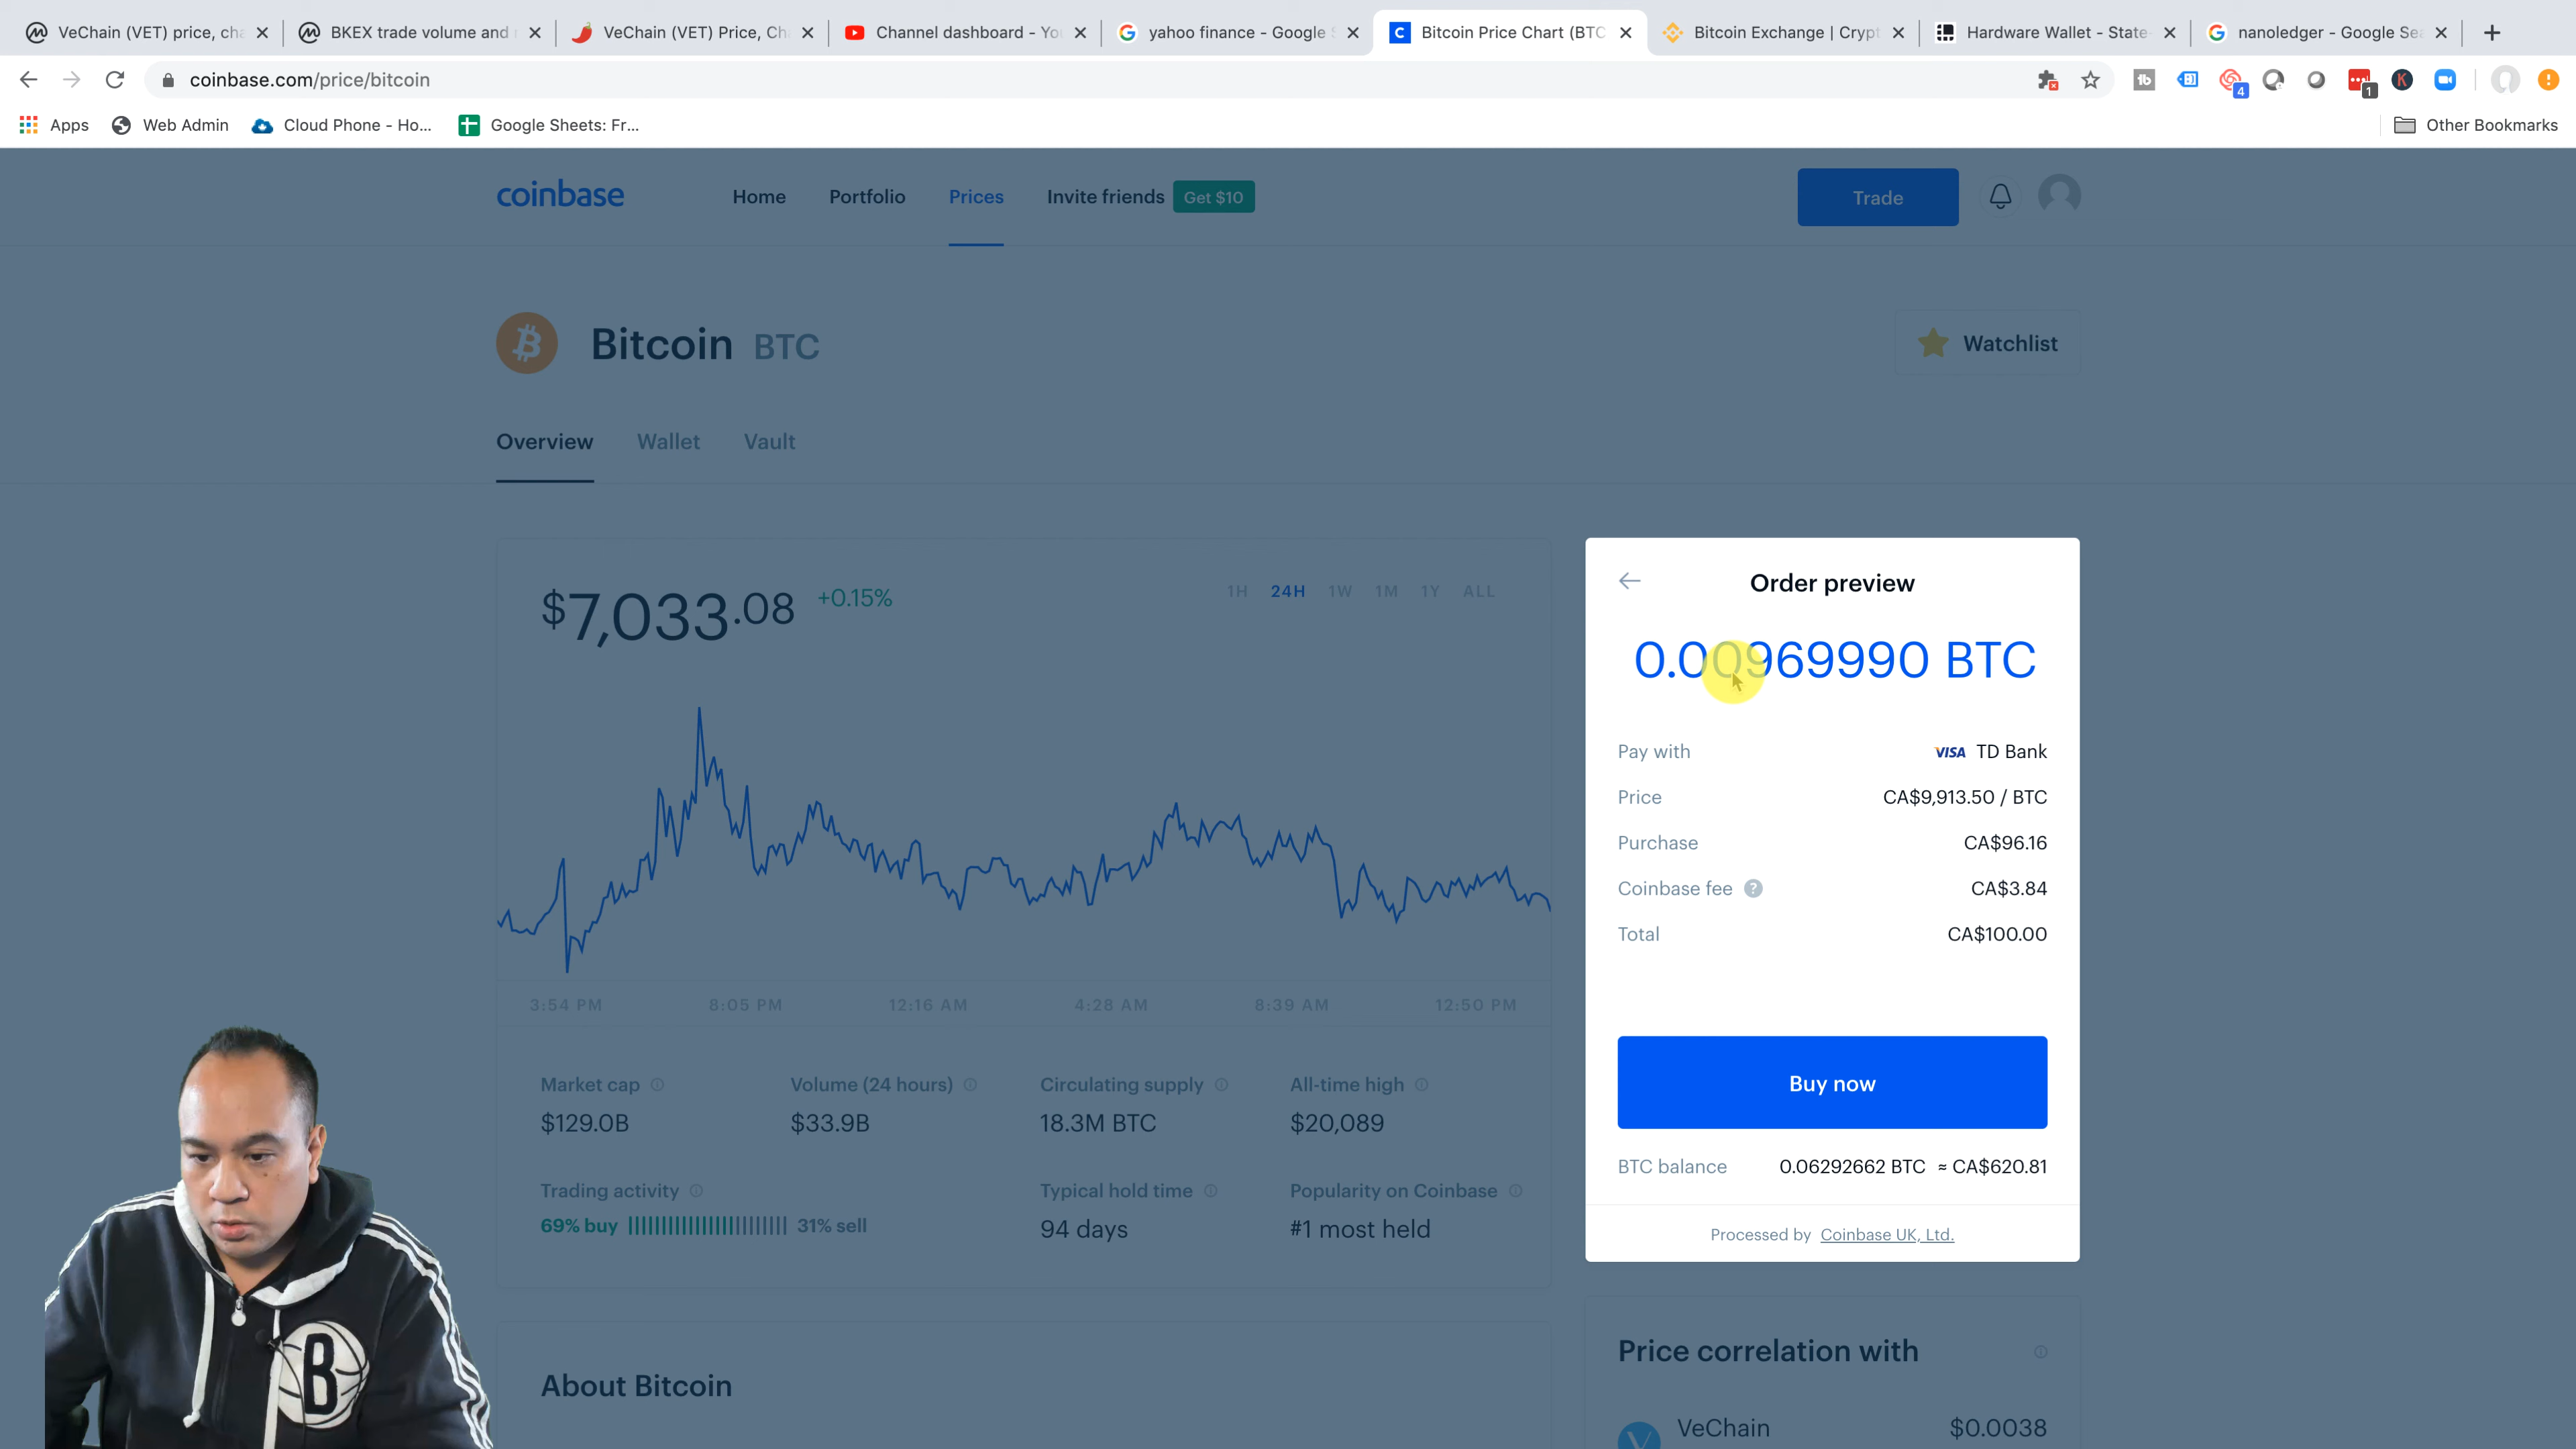 VeChain (VET) price, cha
BKEX trade volume and
VeChain (VET) Price, Ch
Channel dashboard - Yo
yahoo finance - Google S
Bitcoin Price Chart (BTC
Bitcoin Exchange | Crypt
Hardware Wallet - State-
nanoledger - Google Sea
coinbase.com/price/bitcoin
4
1
Apps
Web Admin
Cloud Phone - Ho...
Google Sheets: Fr...
Other Bookmarks
coinbase
Home
Portfolio
Prices
Invite friends
Get $10
Trade
Bitcoin BTC
Watchlist
Overview
Wallet
Vault
$7,033.08 +0.15%
1H 24H 1W 1M 1Y ALL
3:54 PM 8:05 PM 12:16 AM 4:28 AM 8:39 AM 12:50 PM
Market cap
$129.0B
Volume (24 hours)
$33.9B
Circulating supply
18.3M BTC
All-time high
$20,089
Trading activity
69% buy
31% sell
Typical hold time
94 days
Popularity on Coinbase
#1 most held
About Bitcoin
Order preview
0.00969990 BTC
Pay with VISA TD Bank
Price CA$9,913.50 / BTC
Purchase CA$96.16
Coinbase fee ? CA$3.84
Total CA$100.00
Buy now
BTC balance 0.06292662 BTC ≈ CA$620.81
Processed by Coinbase UK, Ltd.
Price correlation with
VeChain $0.0038
B